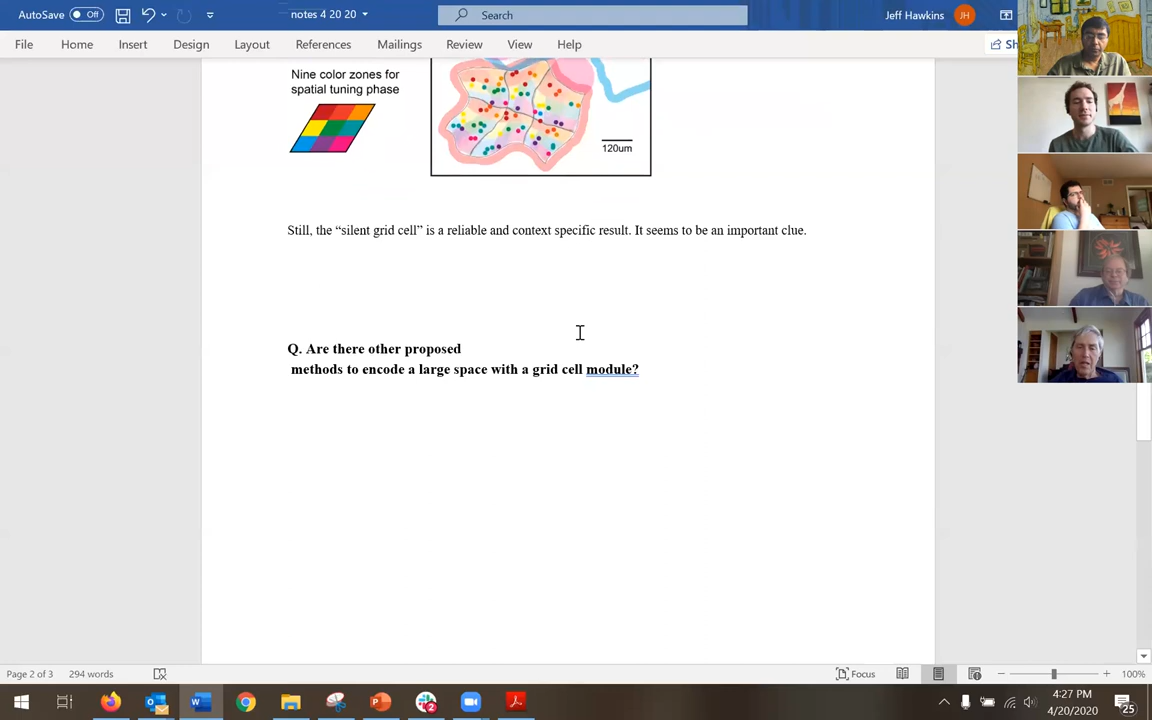 AutoSave Off
notes 4 20 20
Search
Jeff Hawkins JH
File Home Insert Design Layout References Mailings Review View Help
Sh
Nine color zones for
spatial tuning phase
120um
Still, the “silent grid cell” is a reliable and context specific result. It seems to be an important clue.
Q. Are there other proposed
methods to encode a large space with a grid cell module?
Page 2 of 3 294 words
Focus
100%
4:27 PM
4/20/2020
25
2